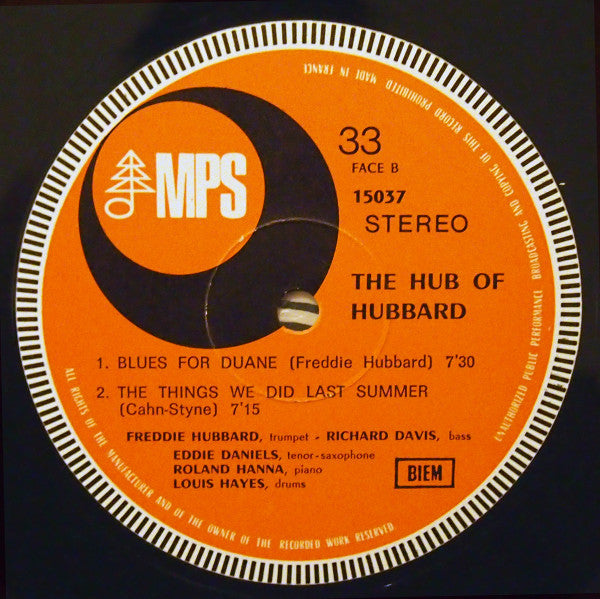 MPS
33
FACE B
15037
STEREO
THE HUB OF
HUBBARD
1. BLUES FOR DUANE (Freddie Hubbard) 7'30
2. THE THINGS WE DID LAST SUMMER
(Cahn-Styne) 7'15
FREDDIE HUBBARD, trumpet - RICHARD DAVIS, bass
EDDIE DANIELS, tenor-saxophone
ROLAND HANNA, piano
LOUIS HAYES, drums
BIEM
ALL RIGHTS OF THE MANUFACTURER AND OF THE OWNER OF THE RECORDED WORK RESERVED.
UNAUTHORIZED PUBLIC PERFORMANCE BROADCASTING AND COPYING OF THIS RECORD PROHIBITED. MADE IN FRANCE